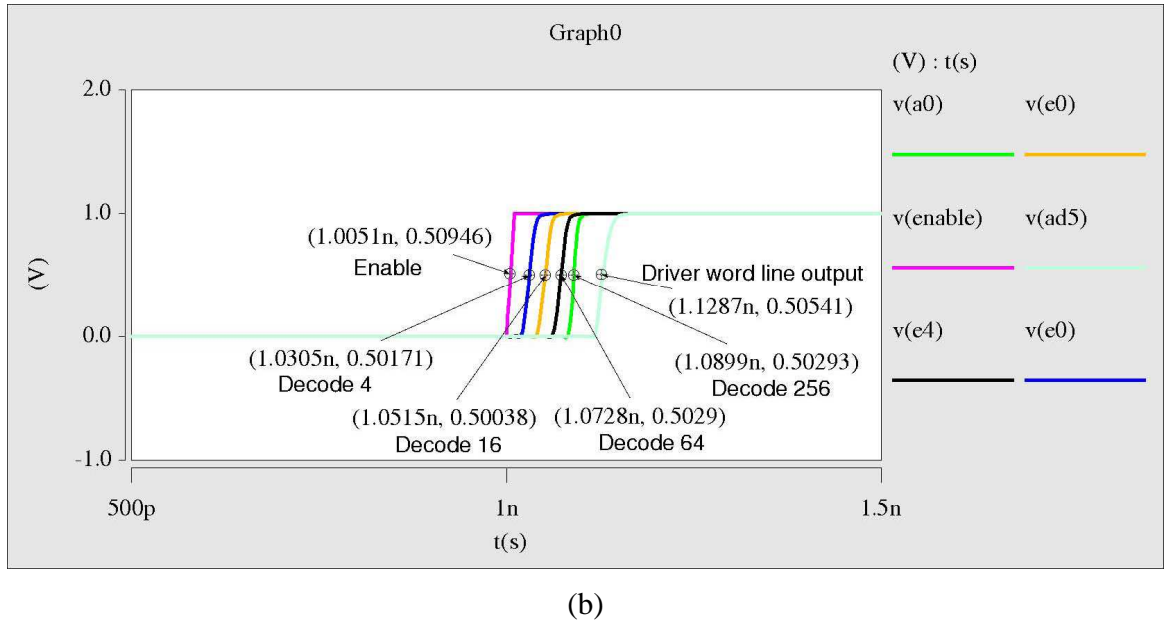 Graph0
(V) : t(s)
v(a0) v(e0)
v(enable) v(ad5)
v(e4) v(e0)
(V)
2.0
1.0
0.0
-1.0
(1.0051n, 0.50946)
Enable
Driver word line output
(1.1287n, 0.50541)
(1.0305n, 0.50171)
Decode 4
(1.0899n, 0.50293)
Decode 256
(1.0515n, 0.50038)
Decode 16
(1.0728n, 0.5029)
Decode 64
500p 1n 1.5n
t(s)
(b)